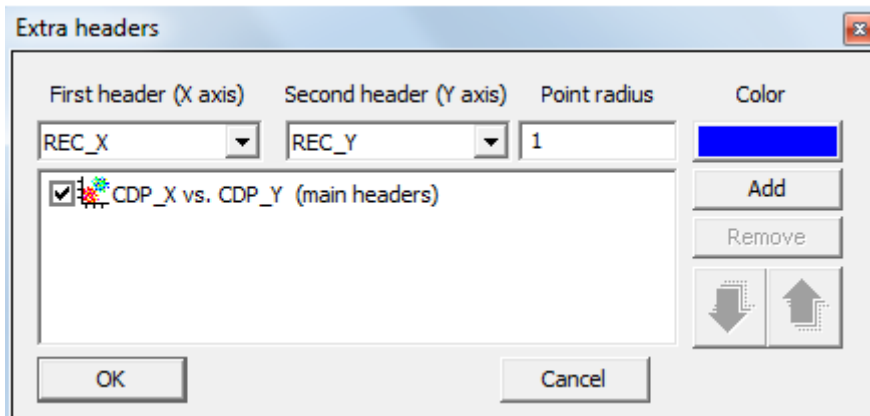 Extra headers
First header (X axis) Second header (Y axis) Point radius Color
REC_X REC_Y 1
CDP_X vs. CDP_Y (main headers)
Add
Remove
OK Cancel